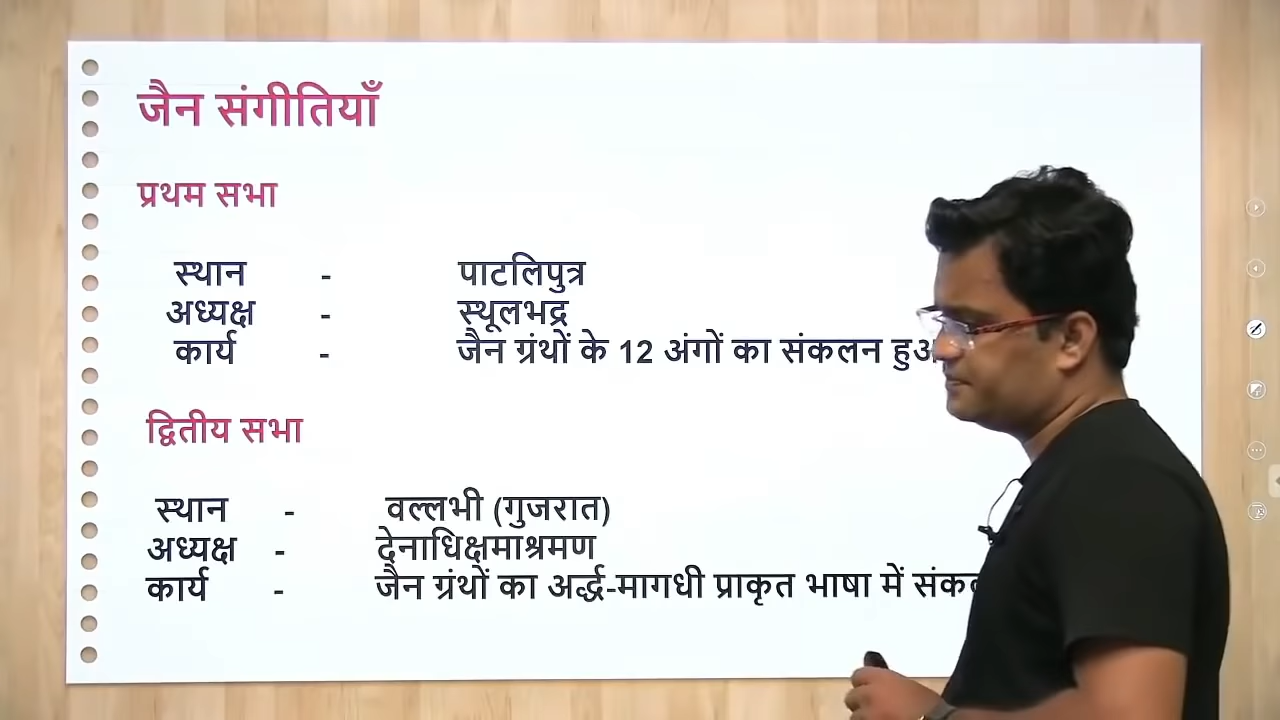 जैन संगीतियाँ
प्रथम सभा
स्थान - पाटलिपुत्र
अध्यक्ष - स्थूलभद्र
कार्य - जैन ग्रंथों के 12 अंगों का संकलन
द्वितीय सभा
स्थान - वल्लभी (गुजरात)
अध्यक्ष - देनाधिक्षमाश्रमण
कार्य - जैन ग्रंथों का अर्द्ध-मागधी प्राकृत भाषा में